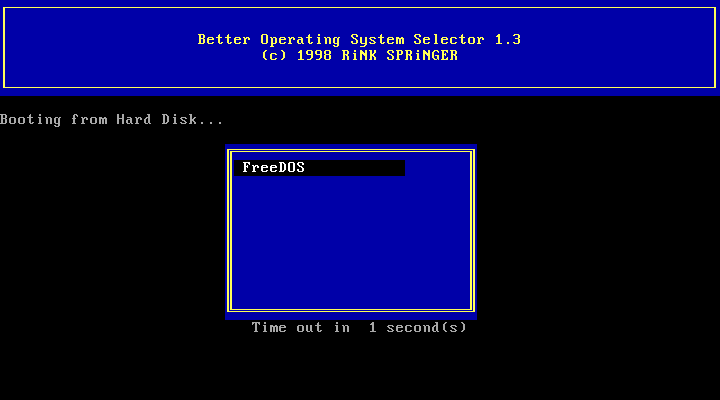 Better Operating System Selector 1.3
(c) 1998 RiNK SPRiNGER
Booting from Hard Disk...
FreeDOS
Time out in  1 second(s)